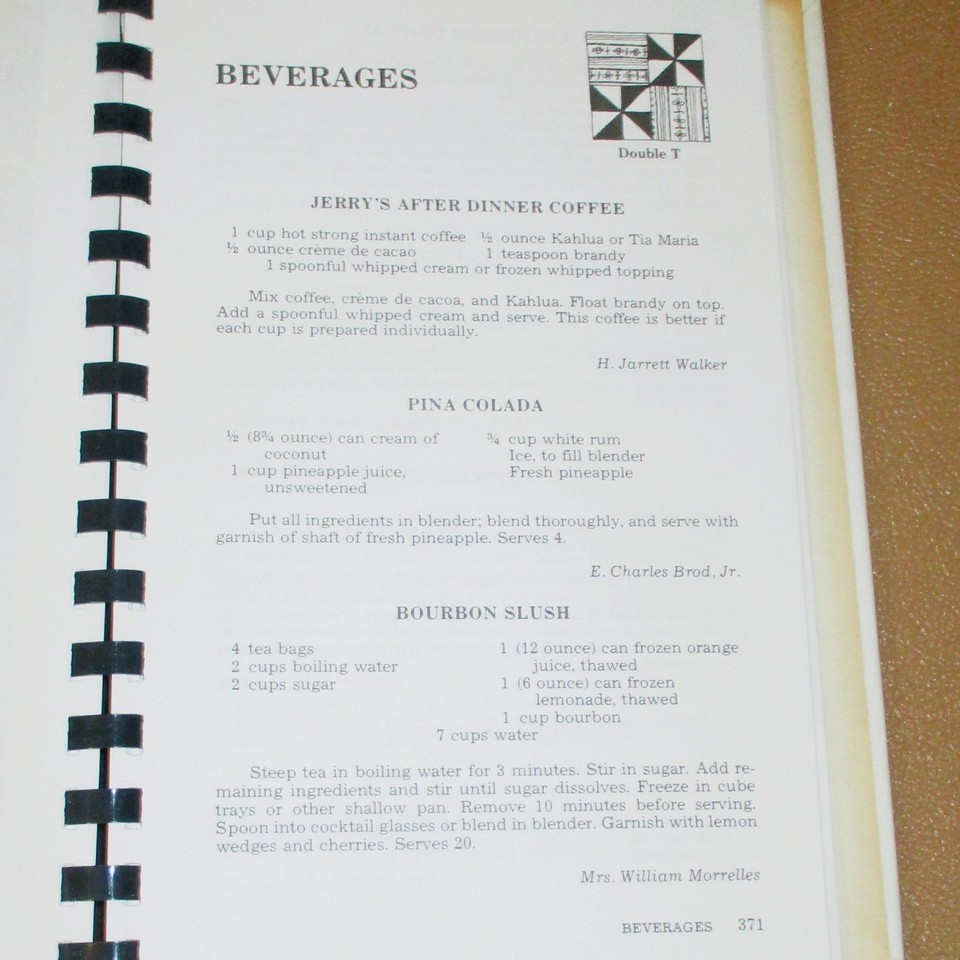 BEVERAGES
Double T
JERRY'S AFTER DINNER COFFEE
1 cup hot strong instant coffee ½ ounce Kahlua or Tia Maria
½ ounce crème de cacao 1 teaspoon brandy
1 spoonful whipped cream or frozen whipped topping
Mix coffee, crème de cacoa, and Kahlua. Float brandy on top.
Add a spoonful whipped cream and serve. This coffee is better if
each cup is prepared individually.
H. Jarrett Walker
PINA COLADA
½ (8¾ ounce) can cream of
coconut
1 cup pineapple juice,
unsweetened
¾ cup white rum
Ice, to fill blender
Fresh pineapple
Put all ingredients in blender; blend thoroughly, and serve with
garnish of shaft of fresh pineapple. Serves 4.
E. Charles Brod, Jr.
BOURBON SLUSH
4 tea bags
2 cups boiling water
2 cups sugar
1 (12 ounce) can frozen orange
juice, thawed
1 (6 ounce) can frozen
lemonade, thawed
1 cup bourbon
7 cups water
Steep tea in boiling water for 3 minutes. Stir in sugar. Add re-
maining ingredients and stir until sugar dissolves. Freeze in cube
trays or other shallow pan. Remove 10 minutes before serving.
Spoon into cocktail glasses or blend in blender. Garnish with lemon
wedges and cherries. Serves 20.
Mrs. William Morrelles
BEVERAGES 371